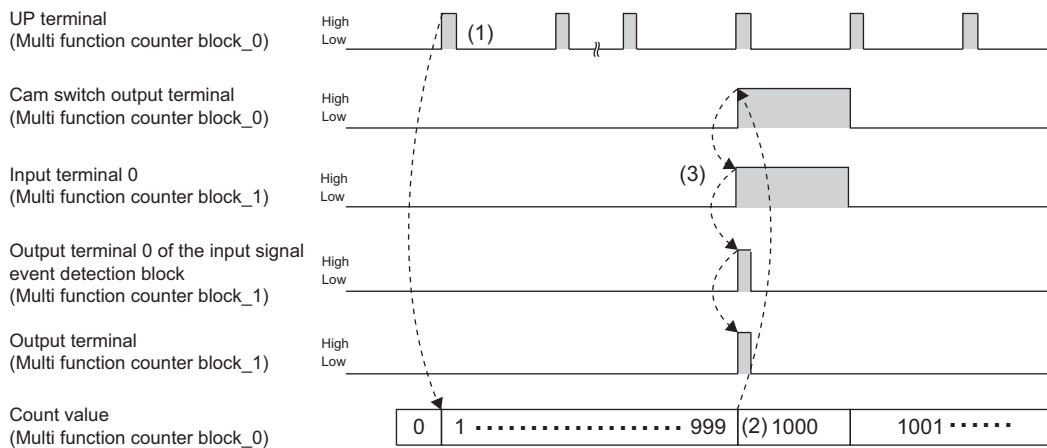 UP terminal
(Multi function counter block_0)
High
Low
(1)
Cam switch output terminal
(Multi function counter block_0)
High
Low
Input terminal 0
(Multi function counter block_1)
High
Low
(3)
Output terminal 0 of the input signal
event detection block
(Multi function counter block_1)
High
Low
Output terminal
(Multi function counter block_1)
High
Low
Count value
(Multi function counter block_0)
0 1 ···················· 999 (2) 1000 1001 ······